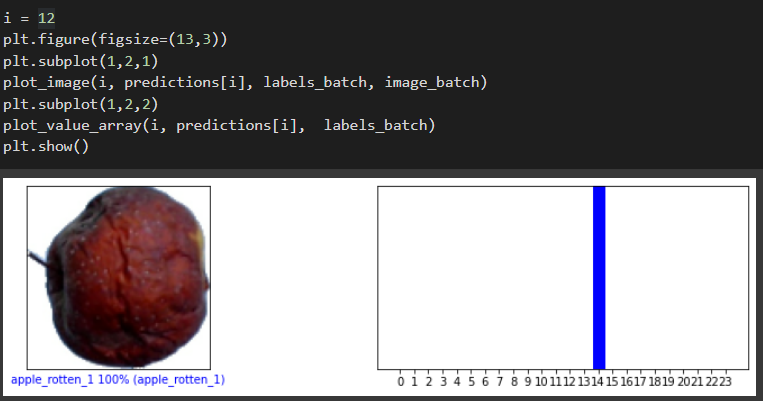 i = 12
plt.figure(figsize=(13,3))
plt.subplot(1,2,1)
plot_image(i, predictions[i], labels_batch, image_batch)
plt.subplot(1,2,2)
plot_value_array(i, predictions[i],  labels_batch)
plt.show()
apple_rotten_1 100% (apple_rotten_1)
0 1 2 3 4 5 6 7 8 9 10 11 12 13 14 15 16 17 18 19 20 21 22 23